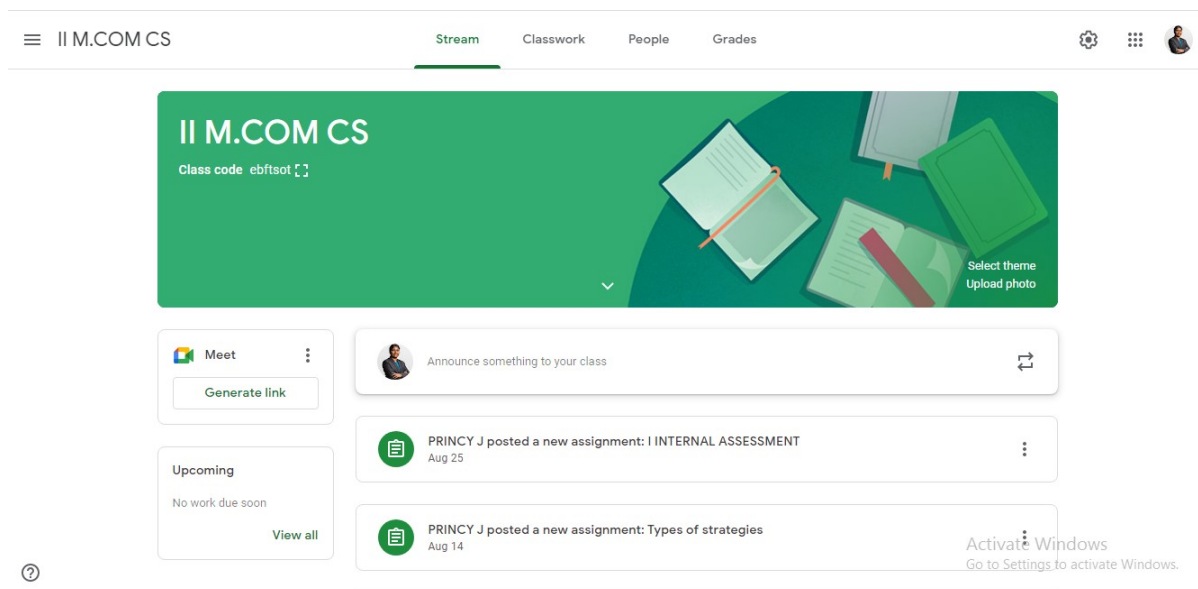 II M.COM CS
Stream Classwork People Grades
II M.COM CS
Class code ebftsot
Select theme
Upload photo
Meet
Generate link
Announce something to your class
PRINCY J posted a new assignment: I INTERNAL ASSESSMENT
Aug 25
Upcoming
No work due soon
View all
PRINCY J posted a new assignment: Types of strategies
Aug 14
Activate Windows
Go to Settings to activate Windows.